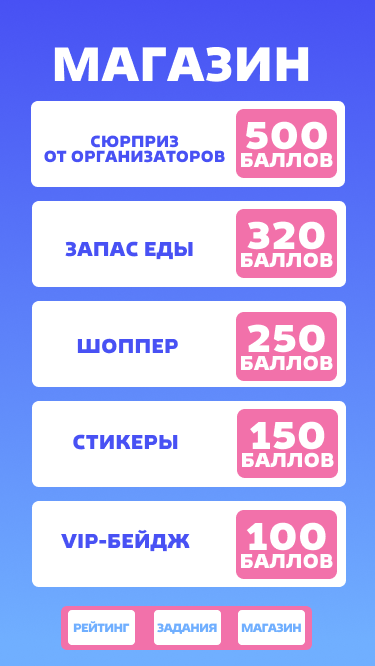 МАГАЗИН
СЮРПРИЗ
ОТ ОРГАНИЗАТОРОВ
500
БАЛЛОВ
ЗАПАС ЕДЫ
320
БАЛЛОВ
ШОППЕР
250
БАЛЛОВ
СТИКЕРЫ
150
БАЛЛОВ
VIP-БЕЙДЖ
100
БАЛЛОВ
РЕЙТИНГ ЗАДАНИЯ МАГАЗИН